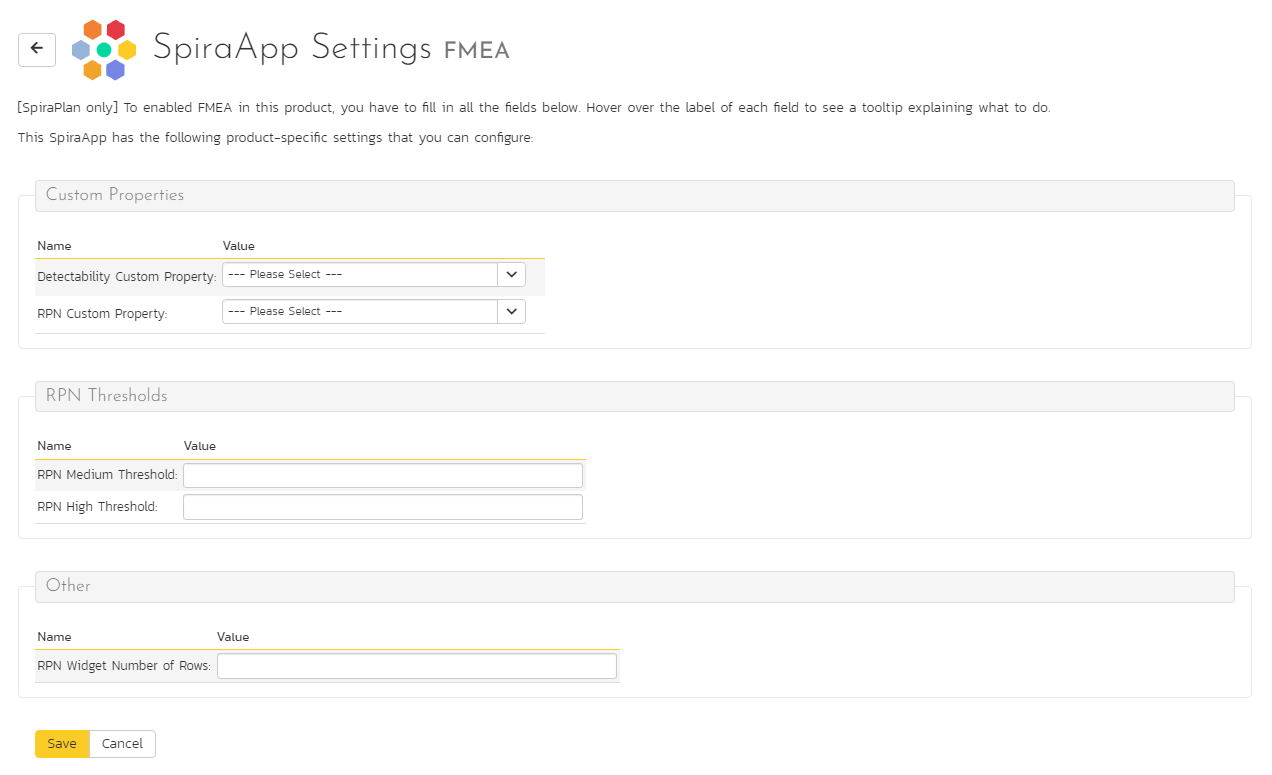 SpiraApp Settings FMEA
[SpiraPlan only] To enabled FMEA in this product, you have to fill in all the fields below. Hover over the label of each field to see a tooltip explaining what to do.
This SpiraApp has the following product-specific settings that you can configure:
Custom Properties
Name Value
Detectability Custom Property: --- Please Select ---
RPN Custom Property: --- Please Select ---
RPN Thresholds
Name Value
RPN Medium Threshold:
RPN High Threshold:
Other
Name Value
RPN Widget Number of Rows:
Save Cancel